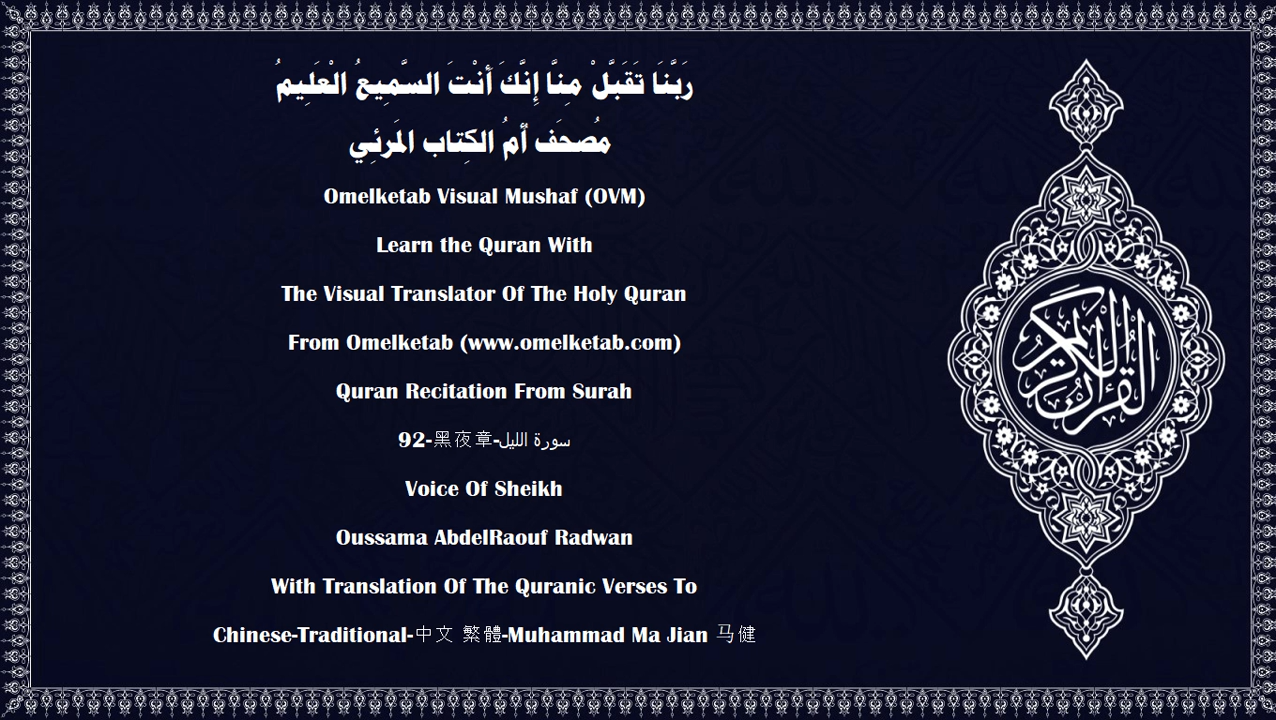 رَبَّنَا تَقَبَّلْ مِنَّا إِنَّكَ أَنْتَ السَّمِيعُ الْعَلِيمُ
مُصحَف أمُ الكِتاب المَرئِي
Omelketab Visual Mushaf (OVM)
Learn the Quran With
The Visual Translator Of The Holy Quran
From Omelketab (www.omelketab.com)
Quran Recitation From Surah
92-黑夜章-سورة الليل
Voice Of Sheikh
Oussama AbdelRaouf Radwan
With Translation Of The Quranic Verses To
Chinese-Traditional-中文 繁體-Muhammad Ma Jian 马健
القرآن الكريم